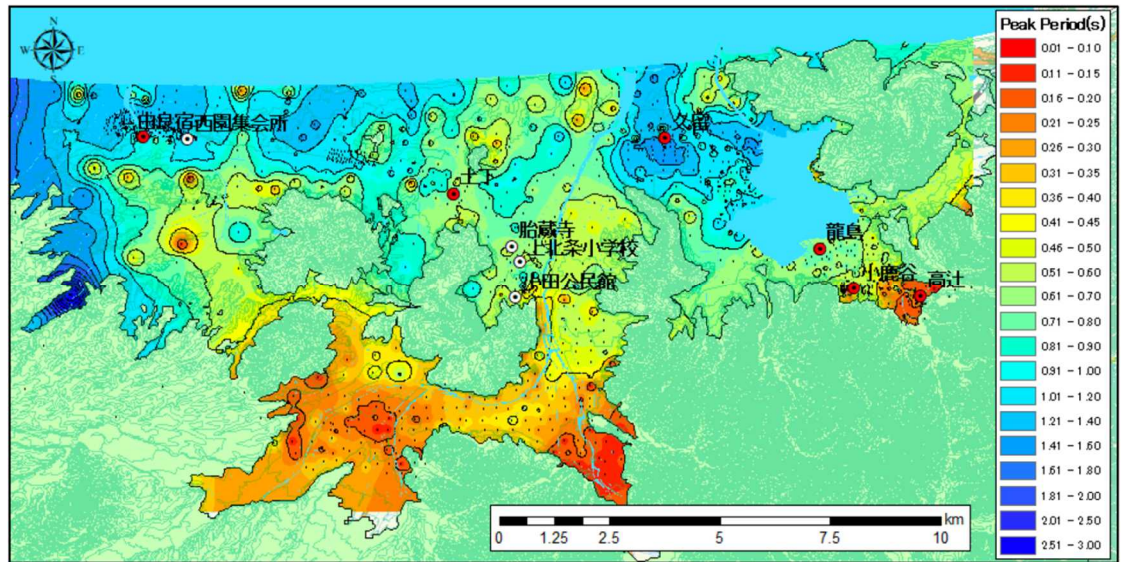 N
W E
S
Peak Period(s)
0.01 - 0.10
0.11 - 0.15
0.16 - 0.20
0.21 - 0.25
0.26 - 0.30
0.31 - 0.35
0.36 - 0.40
0.41 - 0.45
0.46 - 0.50
0.51 - 0.60
0.61 - 0.70
0.71 - 0.80
0.81 - 0.90
0.91 - 1.00
1.01 - 1.20
1.21 - 1.40
1.41 - 1.60
1.61 - 1.80
1.81 - 2.00
2.01 - 2.50
2.51 - 3.00
由良宿西園集会所
久留
土下
胎蔵寺
上北条小学校
龍島
小鹿谷
高辻
km
0 1.25 2.5 5 7.5 10